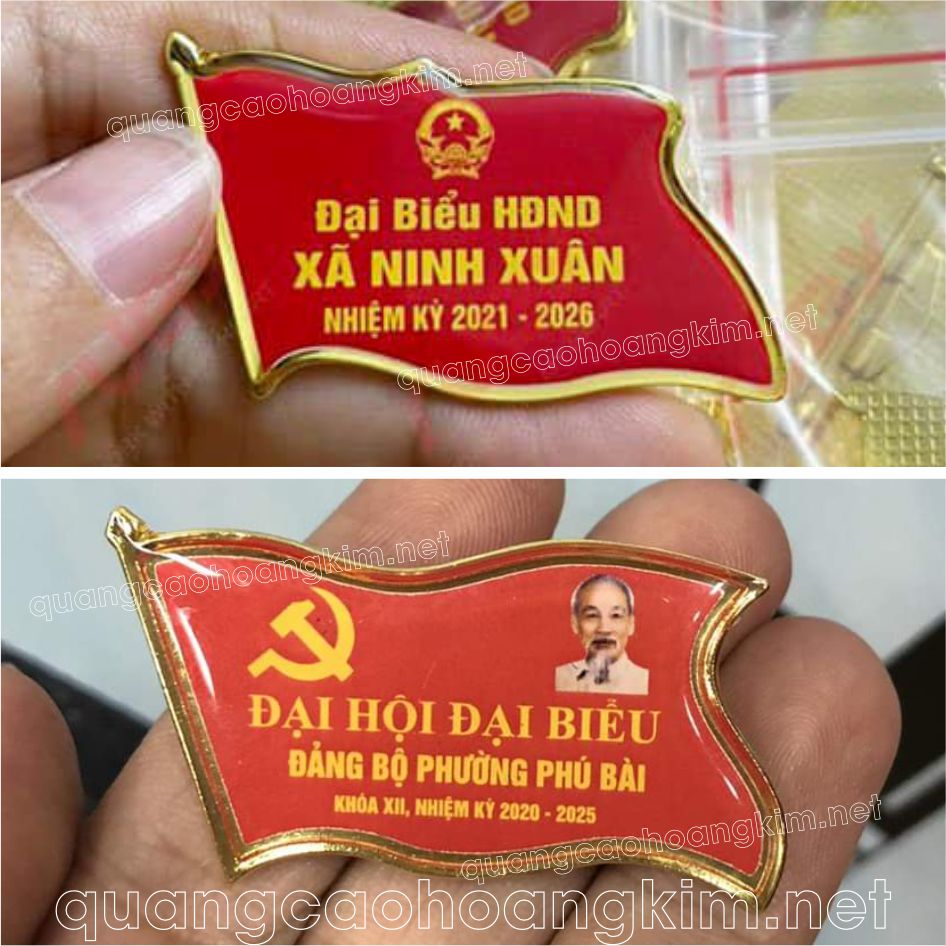 quangcaohoangkim.net
Đại Biểu HĐND
XÃ NINH XUÂN
NHIỆM KỲ 2021 - 2026
quangcaohoangkim.net
quangcaohoangkim.net
ĐẠI HỘI ĐẠI BIỂU
ĐẢNG BỘ PHƯỜNG PHÚ BÀI
KHÓA XII, NHIỆM KỲ 2020 - 2025
quangcaohoangkim.net
quangcaohoangkim.net